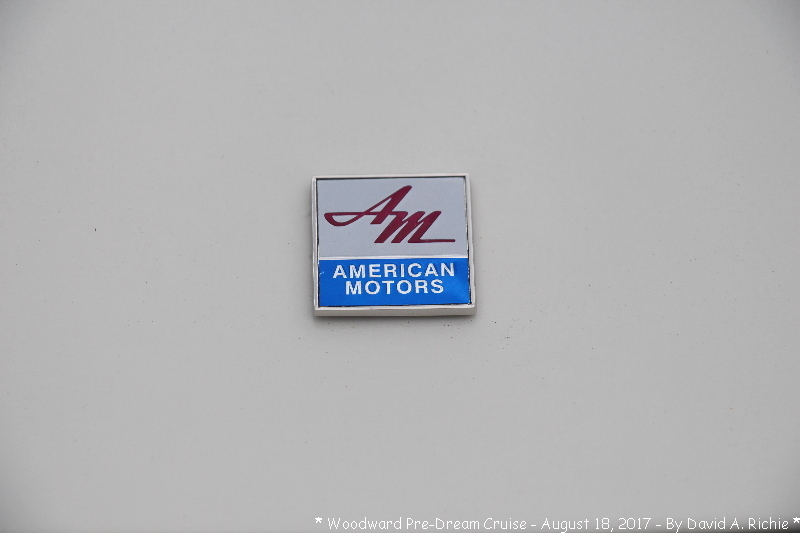 AM
AMERICAN
MOTORS
* Woodward Pre-Dream Cruise - August 18, 2017 - By David A. Richie *